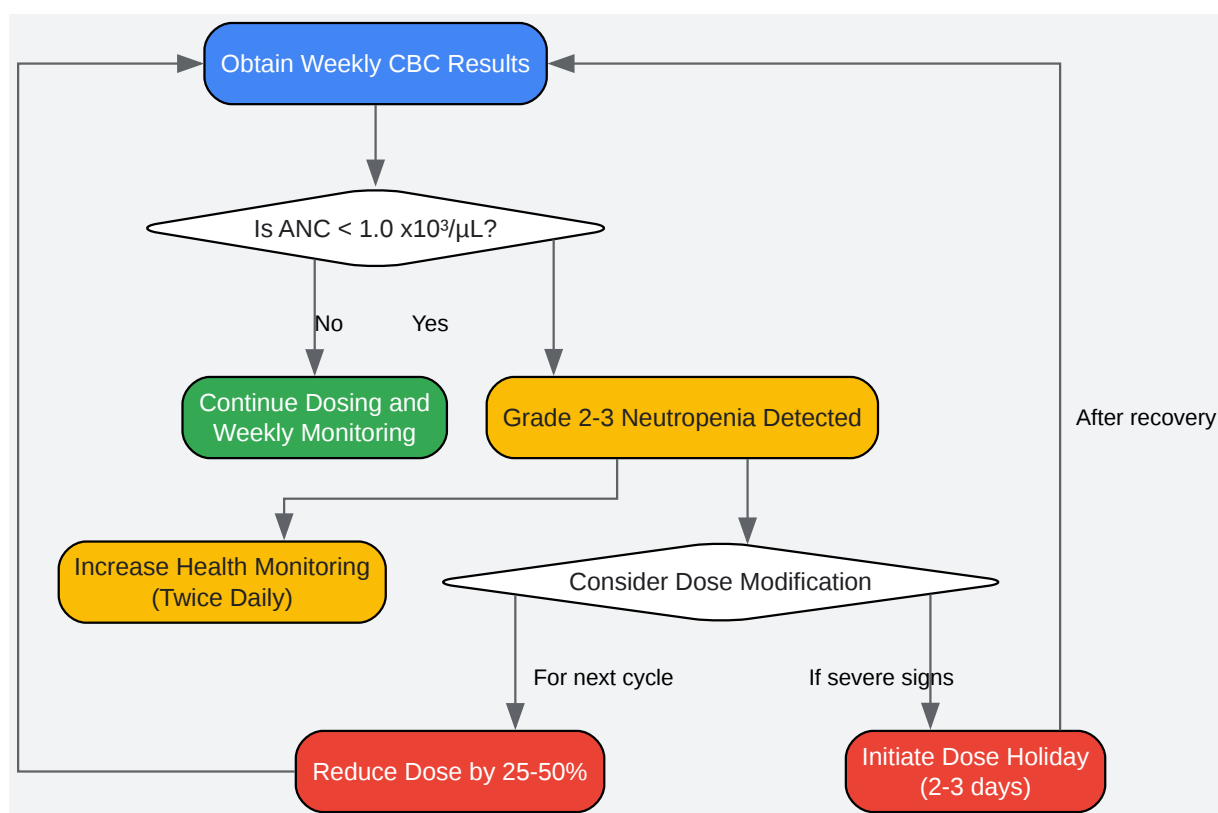 Obtain Weekly CBC Results
Is ANC < 1.0 x10³/µL?
No
Yes
Continue Dosing and
Weekly Monitoring
Grade 2-3 Neutropenia Detected
After recovery
Increase Health Monitoring
(Twice Daily)
Consider Dose Modification
For next cycle
If severe signs
Reduce Dose by 25-50%
Initiate Dose Holiday
(2-3 days)